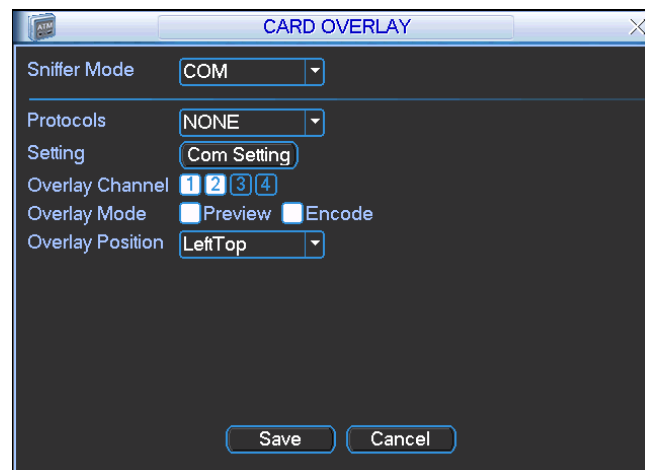 ATM
CARD OVERLAY
Sniffer Mode COM
Protocols NONE
Setting Com Setting
Overlay Channel 1 2 3 4
Overlay Mode Preview Encode
Overlay Position LeftTop
Save Cancel